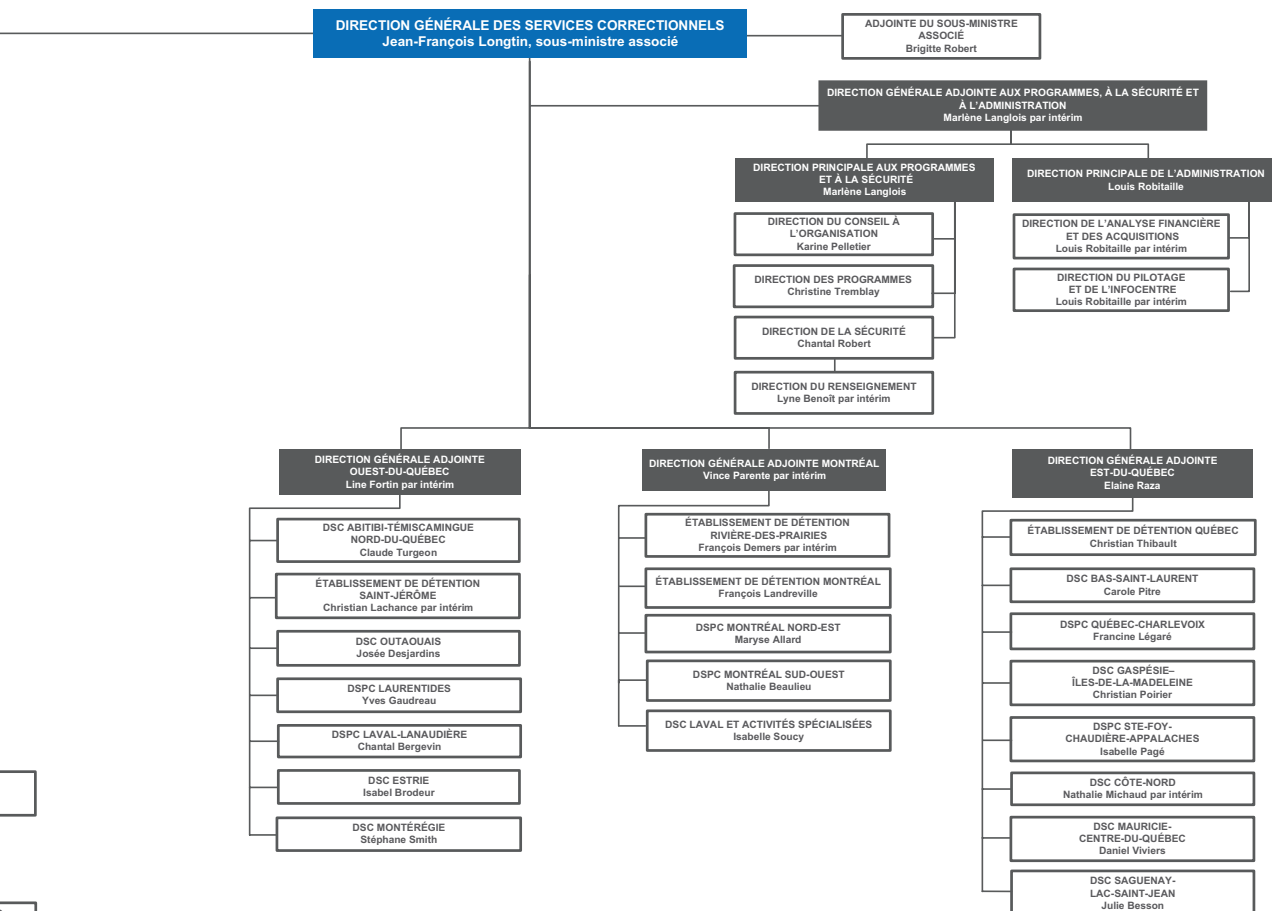 DIRECTION GÉNÉRALE DES SERVICES CORRECTIONNELS
Jean-François Longtin, sous-ministre associé
ADJOINTE DU SOUS-MINISTRE
ASSOCIÉ
Brigitte Robert
DIRECTION GÉNÉRALE ADJOINTE AUX PROGRAMMES, À LA SÉCURITÉ ET
À L'ADMINISTRATION
Marlène Langlois par intérim
DIRECTION PRINCIPALE AUX PROGRAMMES
ET À LA SÉCURITÉ
Marlène Langlois
DIRECTION PRINCIPALE DE L'ADMINISTRATION
Louis Robitaille
DIRECTION DU CONSEIL À
L'ORGANISATION
Karine Pelletier
DIRECTION DES PROGRAMMES
Christine Tremblay
DIRECTION DE LA SÉCURITÉ
Chantal Robert
DIRECTION DU RENSEIGNEMENT
Lyne Benoît par intérim
DIRECTION DE L'ANALYSE FINANCIÈRE
ET DES ACQUISITIONS
Louis Robitaille par intérim
DIRECTION DU PILOTAGE
ET DE L'INFOCENTRE
Louis Robitaille par intérim
DIRECTION GÉNÉRALE ADJOINTE
OUEST-DU-QUÉBEC
Line Fortin par intérim
DSC ABITIBI-TÉMISCAMINGUE
NORD-DU-QUÉBEC
Claude Turgeon
ÉTABLISSEMENT DE DÉTENTION
SAINT-JÉRÔME
Christian Lachance par intérim
DSC OUTAOUAIS
Josée Desjardins
DSPC LAURENTIDES
Yves Gaudreau
DSPC LAVAL-LANAUDIÈRE
Chantal Bergevin
DSC ESTRIE
Isabel Brodeur
DSC MONTÉRÉGIE
Stéphane Smith
DIRECTION GÉNÉRALE ADJOINTE MONTRÉAL
Vince Parente par intérim
ÉTABLISSEMENT DE DÉTENTION
RIVIÈRE-DES-PRAIRIES
François Demers par intérim
ÉTABLISSEMENT DE DÉTENTION MONTRÉAL
François Landreville
DSPC MONTRÉAL NORD-EST
Maryse Allard
DSPC MONTRÉAL SUD-OUEST
Nathalie Beaulieu
DSC LAVAL ET ACTIVITÉS SPÉCIALISÉES
Isabelle Soucy
DIRECTION GÉNÉRALE ADJOINTE
EST-DU-QUÉBEC
Elaine Raza
ÉTABLISSEMENT DE DÉTENTION QUÉBEC
Christian Thibault
DSC BAS-SAINT-LAURENT
Carole Pitre
DSPC QUÉBEC-CHARLEVOIX
Francine Légaré
DSC GASPÉSIE–
ÎLES-DE-LA-MADELEINE
Christian Poirier
DSPC STE-FOY-
CHAUDIÈRE-APPALACHES
Isabelle Pagé
DSC CÔTE-NORD
Nathalie Michaud par intérim
DSC MAURICIE-
CENTRE-DU-QUÉBEC
Daniel Viviers
DSC SAGUENAY-
LAC-SAINT-JEAN
Julie Besson